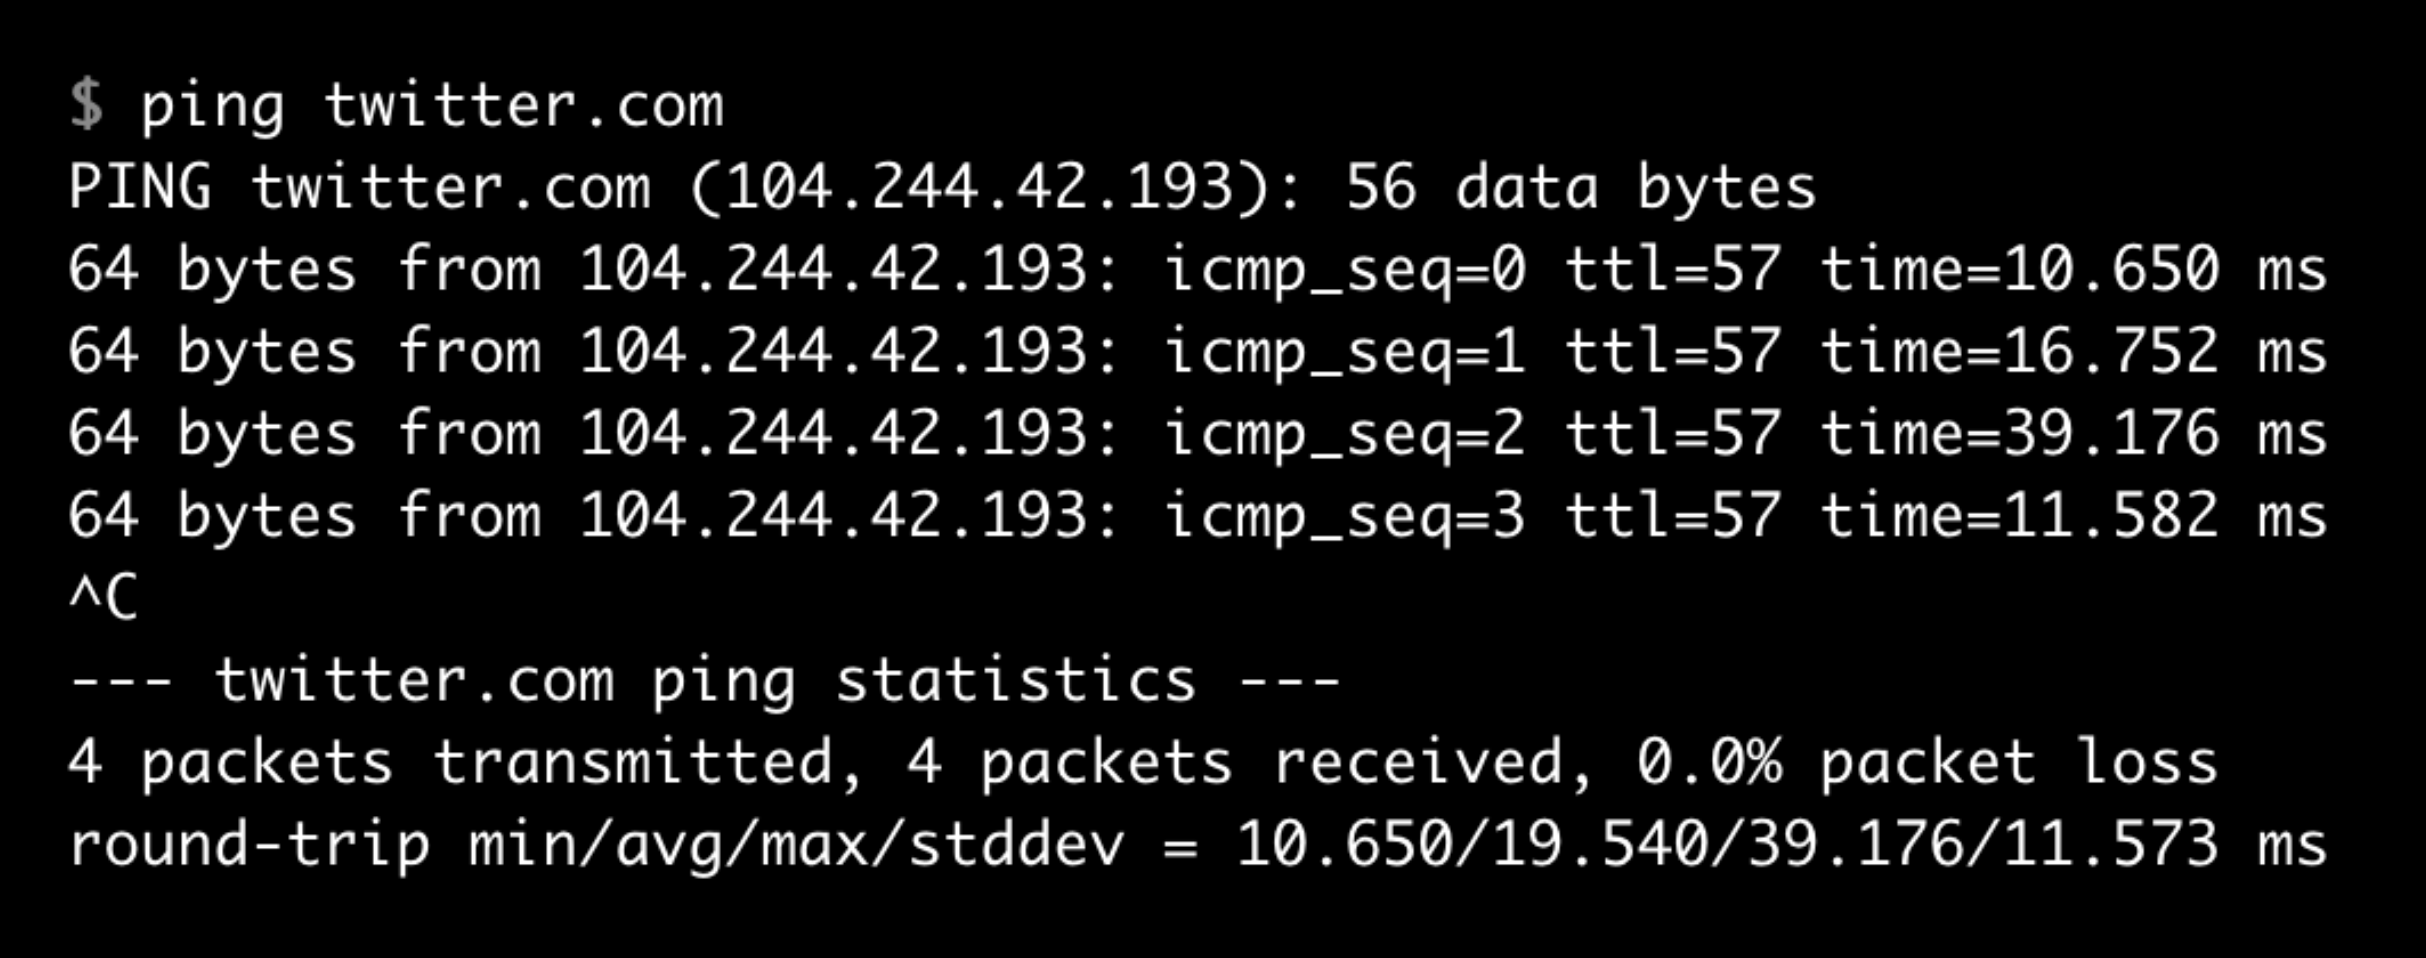 $ ping twitter.com
PING twitter.com (104.244.42.193): 56 data bytes
64 bytes from 104.244.42.193: icmp_seq=0 ttl=57 time=10.650 ms
64 bytes from 104.244.42.193: icmp_seq=1 ttl=57 time=16.752 ms
64 bytes from 104.244.42.193: icmp_seq=2 ttl=57 time=39.176 ms
64 bytes from 104.244.42.193: icmp_seq=3 ttl=57 time=11.582 ms
^C
--- twitter.com ping statistics ---
4 packets transmitted, 4 packets received, 0.0% packet loss
round-trip min/avg/max/stddev = 10.650/19.540/39.176/11.573 ms